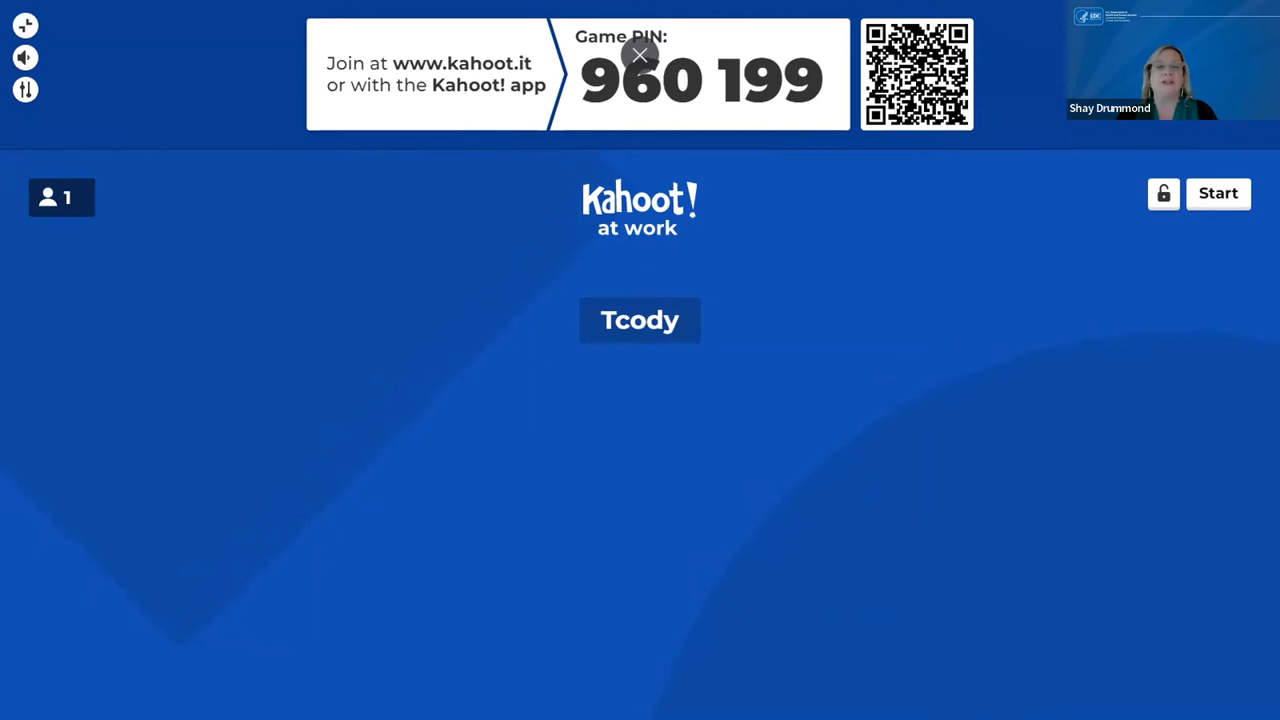 Join at www.kahoot.it
or with the Kahoot! app
Game PIN:
960 199
CDC
Shay Drummond
1
Kahoot!
at work
Start
Tcody